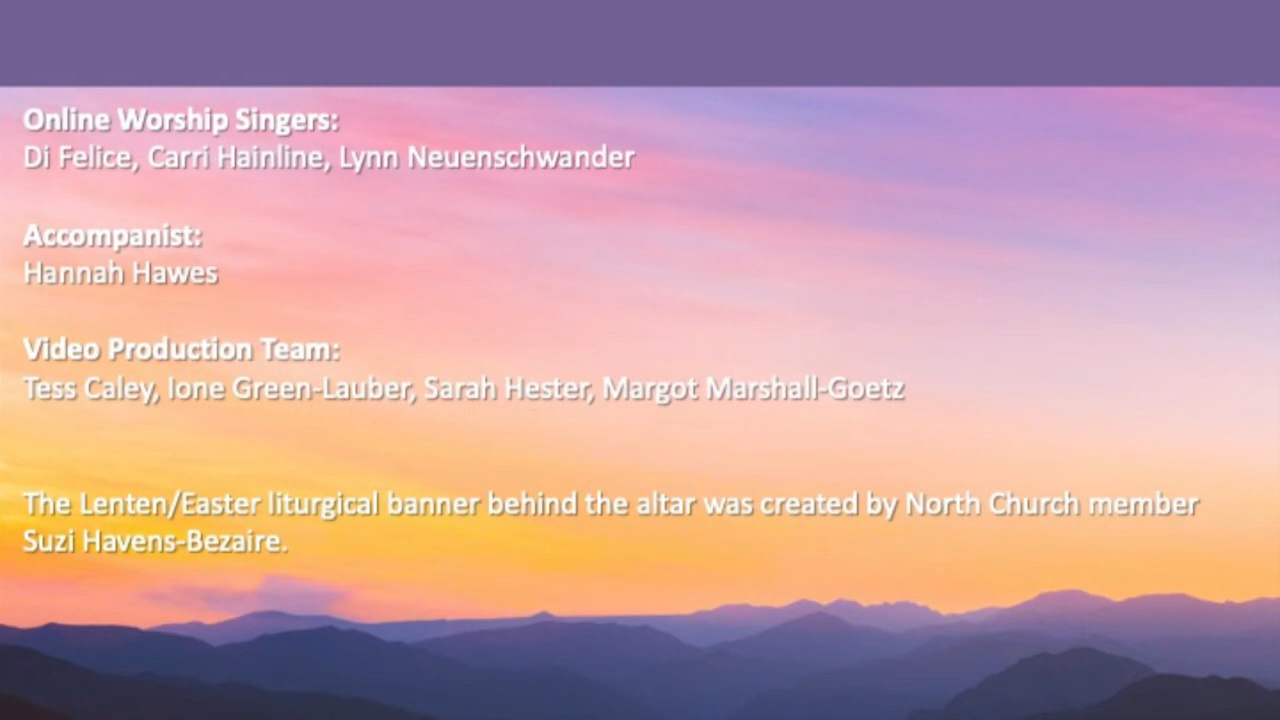 Online Worship Singers:
Di Felice, Carri Hainline, Lynn Neuenschwander
Accompanist:
Hannah Hawes
Video Production Team:
Tess Caley, Ione Green-Lauber, Sarah Hester, Margot Marshall-Goetz
The Lenten/Easter liturgical banner behind the altar was created by North Church member
Suzi Havens-Bezaire.